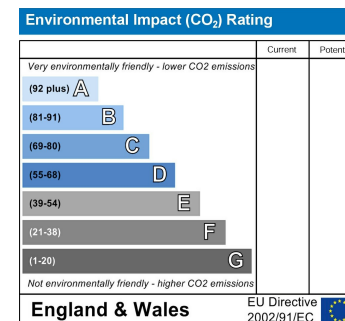 Environmental Impact (CO₂) Rating
Current Potent
Very environmentally friendly - lower CO2 emissions
(92 plus) A
(81-91) B
(69-80) C
(55-68) D
(39-54) E
(21-38) F
(1-20) G
Not environmentally friendly - higher CO2 emissions
England & Wales
EU Directive
2002/91/EC